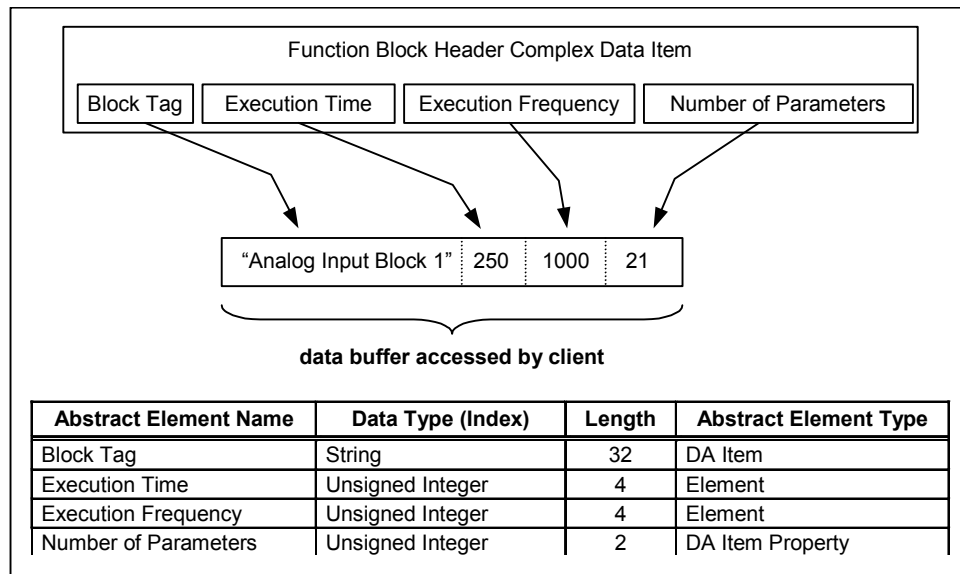 Function Block Header Complex Data Item
Block Tag Execution Time Execution Frequency Number of Parameters
“Analog Input Block 1” 250 1000 21
data buffer accessed by client
Abstract Element Name Data Type (Index) Length Abstract Element Type
Block Tag String 32 DA Item
Execution Time Unsigned Integer 4 Element
Execution Frequency Unsigned Integer 4 Element
Number of Parameters Unsigned Integer 2 DA Item Property